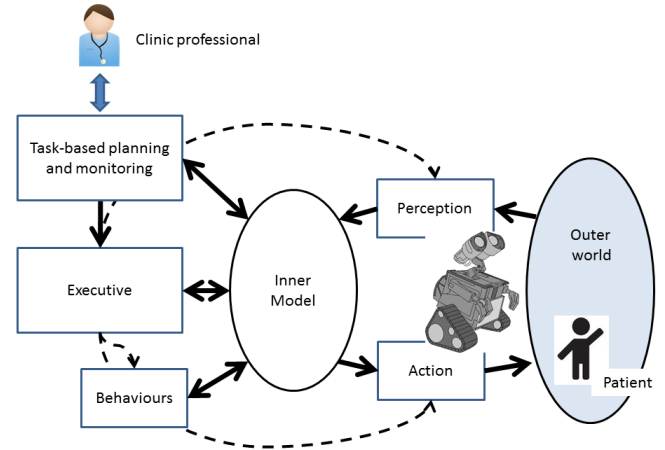 Clinic professional
Task-based planning
and monitoring
Perception
Outer
world
Executive
Inner
Model
Action
Behaviours
Patient